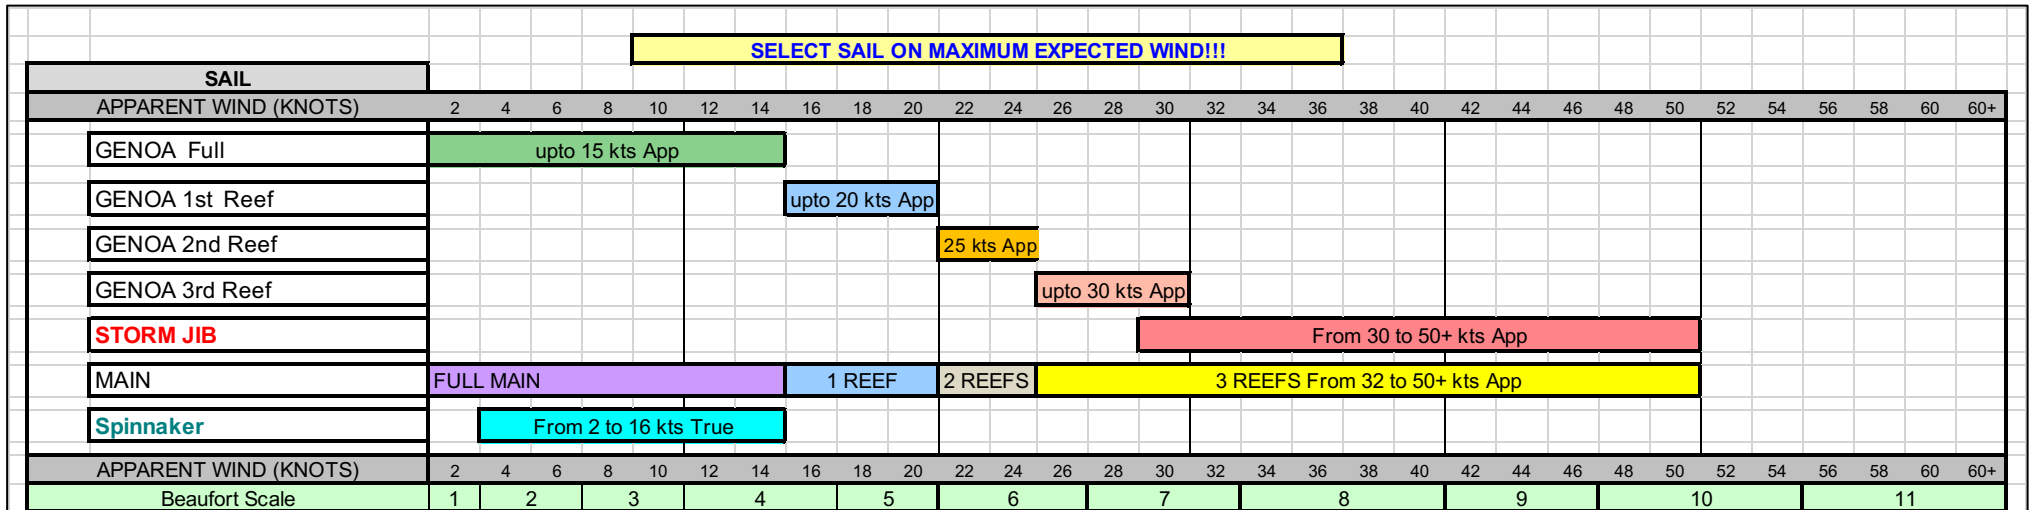 SELECT SAIL ON MAXIMUM EXPECTED WIND!!!
SAIL
APPARENT WIND (KNOTS) 2 4 6 8 10 12 14 16 18 20 22 24 26 28 30 32 34 36 38 40 42 44 46 48 50 52 54 56 58 60 60+
GENOA Full upto 15 kts App
GENOA 1st Reef upto 20 kts App
GENOA 2nd Reef 25 kts App
GENOA 3rd Reef upto 30 kts App
STORM JIB From 30 to 50+ kts App
MAIN FULL MAIN 1 REEF 2 REEFS 3 REEFS From 32 to 50+ kts App
Spinnaker From 2 to 16 kts True
APPARENT WIND (KNOTS) 2 4 6 8 10 12 14 16 18 20 22 24 26 28 30 32 34 36 38 40 42 44 46 48 50 52 54 56 58 60 60+
Beaufort Scale 1 2 3 4 5 6 7 8 9 10 11